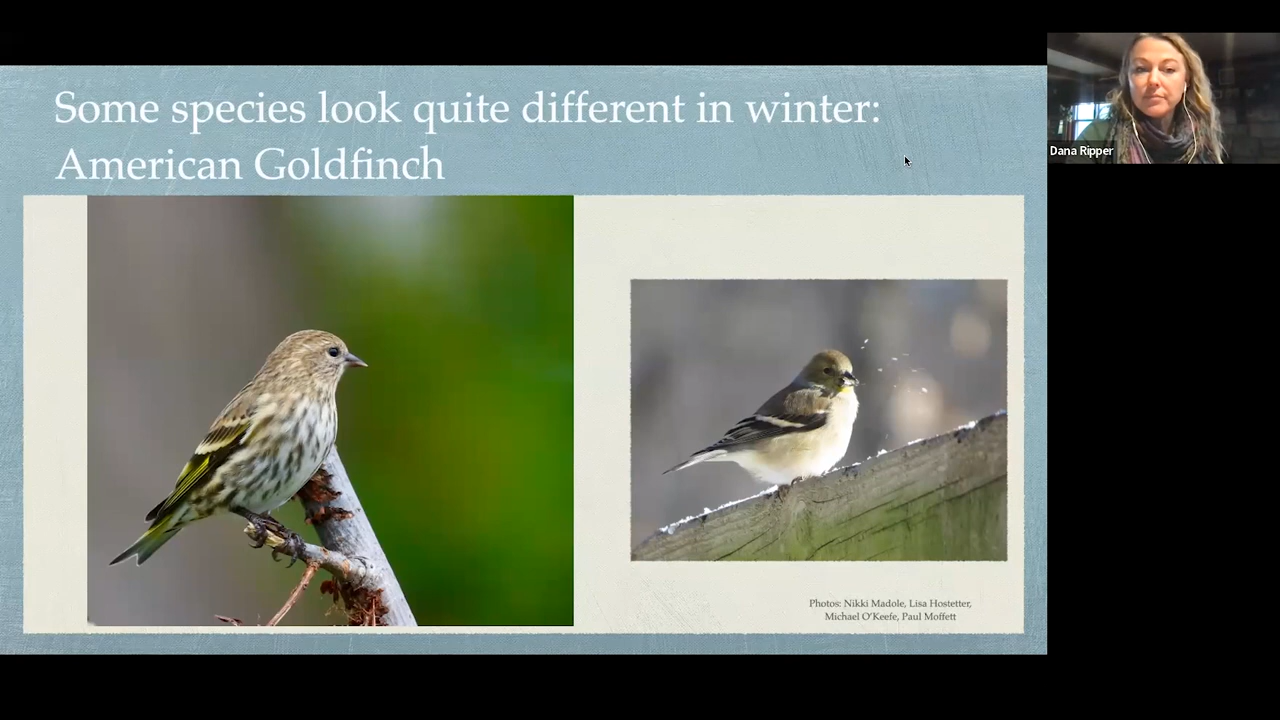 Some species look quite different in winter:
American Goldfinch
Dana Ripper
Photos: Nikki Madole, Lisa Hostetter,
Michael O'Keefe, Paul Moffett